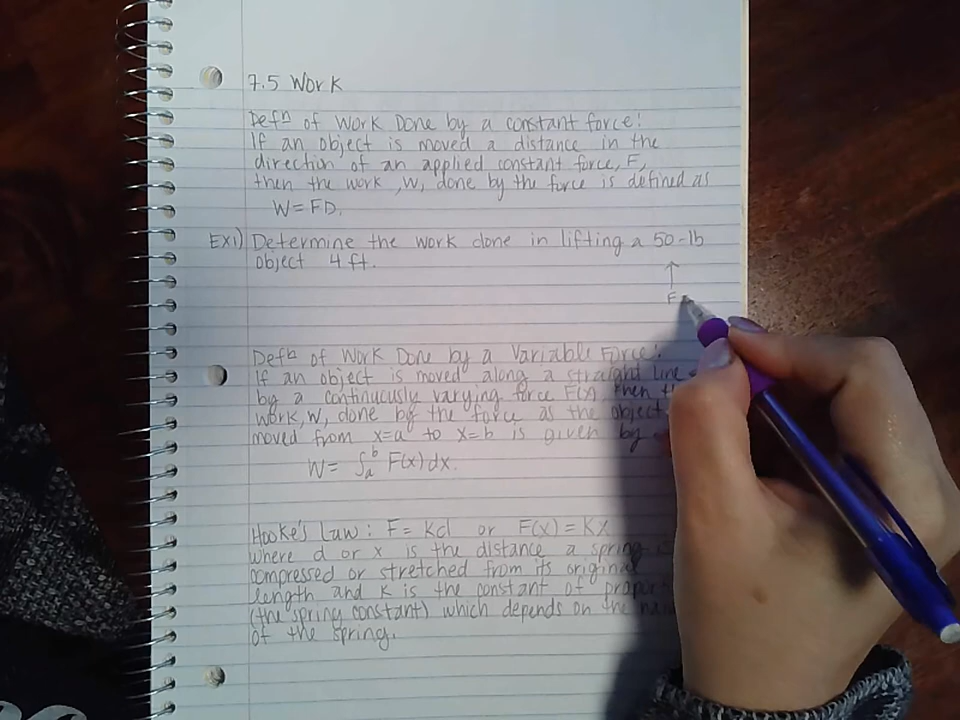 7.5 Work
Defⁿ of Work Done by a constant force:
If an object is moved a distance in the
direction of an applied constant force, F,
then the work, W, done by the force is defined as
W = FD.
EX1) Determine the work done in lifting a 50-lb
object 4 ft.
↑
F
Defⁿ of Work Done by a Variable Force:
If an object is moved along a straight line
by a continuously varying force F(x), then
work, W, done by the force as the object
moved from x=a to x=b is given by
W = ∫ₐᵇ F(x)dx.
Hooke's Law: F = Kd or F(x) = Kx
where d or x is the distance a spring
compressed or stretched from its original
length and K is the constant of
(the spring constant) which depends on the
of the spring.